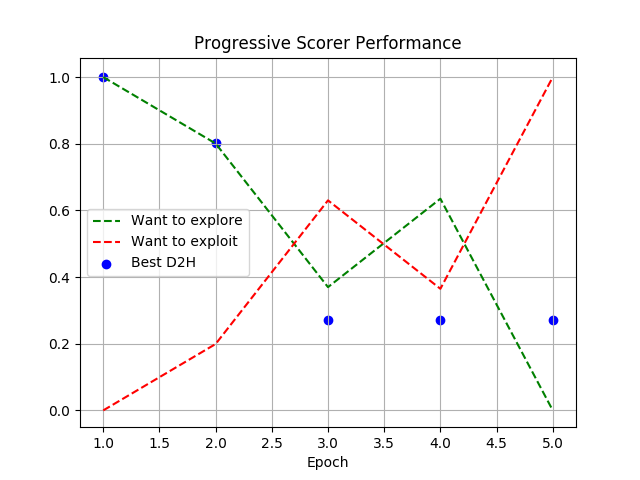 Progressive Scorer Performance
1.0
0.8
0.6
0.4
0.2
0.0
Want to explore
Want to exploit
Best D2H
1.0 1.5 2.0 2.5 3.0 3.5 4.0 4.5 5.0
Epoch